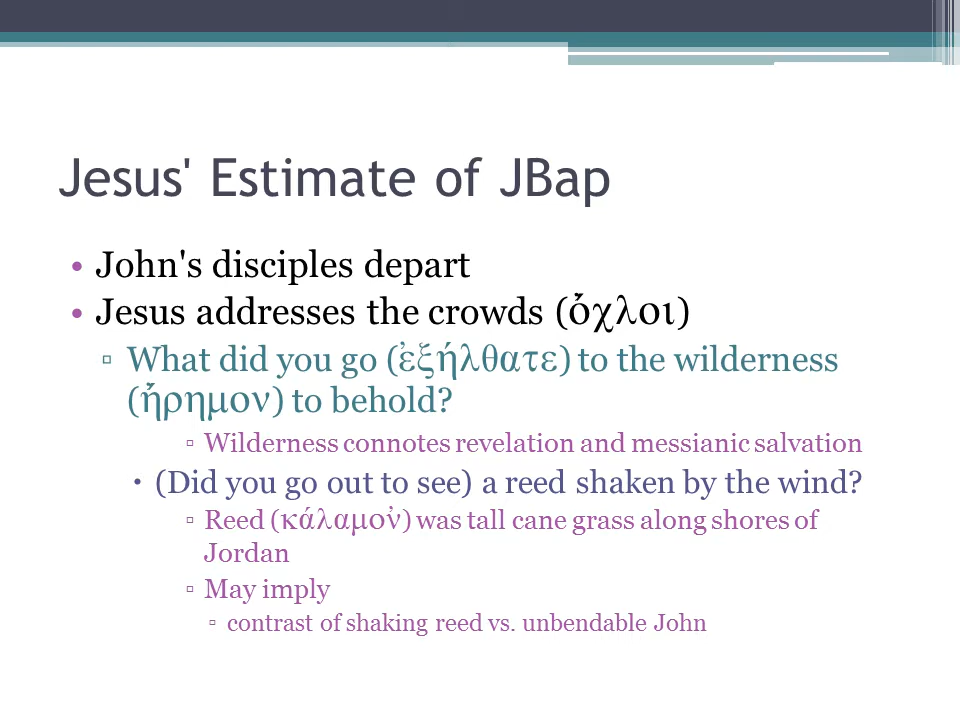 Jesus' Estimate of JBap
• John's disciples depart
• Jesus addresses the crowds (ὄχλοι)
▫ What did you go (ἐξήλθατε) to the wilderness
(ἤρημον) to behold?
▫ Wilderness connotes revelation and messianic salvation
▪ (Did you go out to see) a reed shaken by the wind?
▫ Reed (κάλαμοὐ) was tall cane grass along shores of
Jordan
▫ May imply
▫ contrast of shaking reed vs. unbendable John